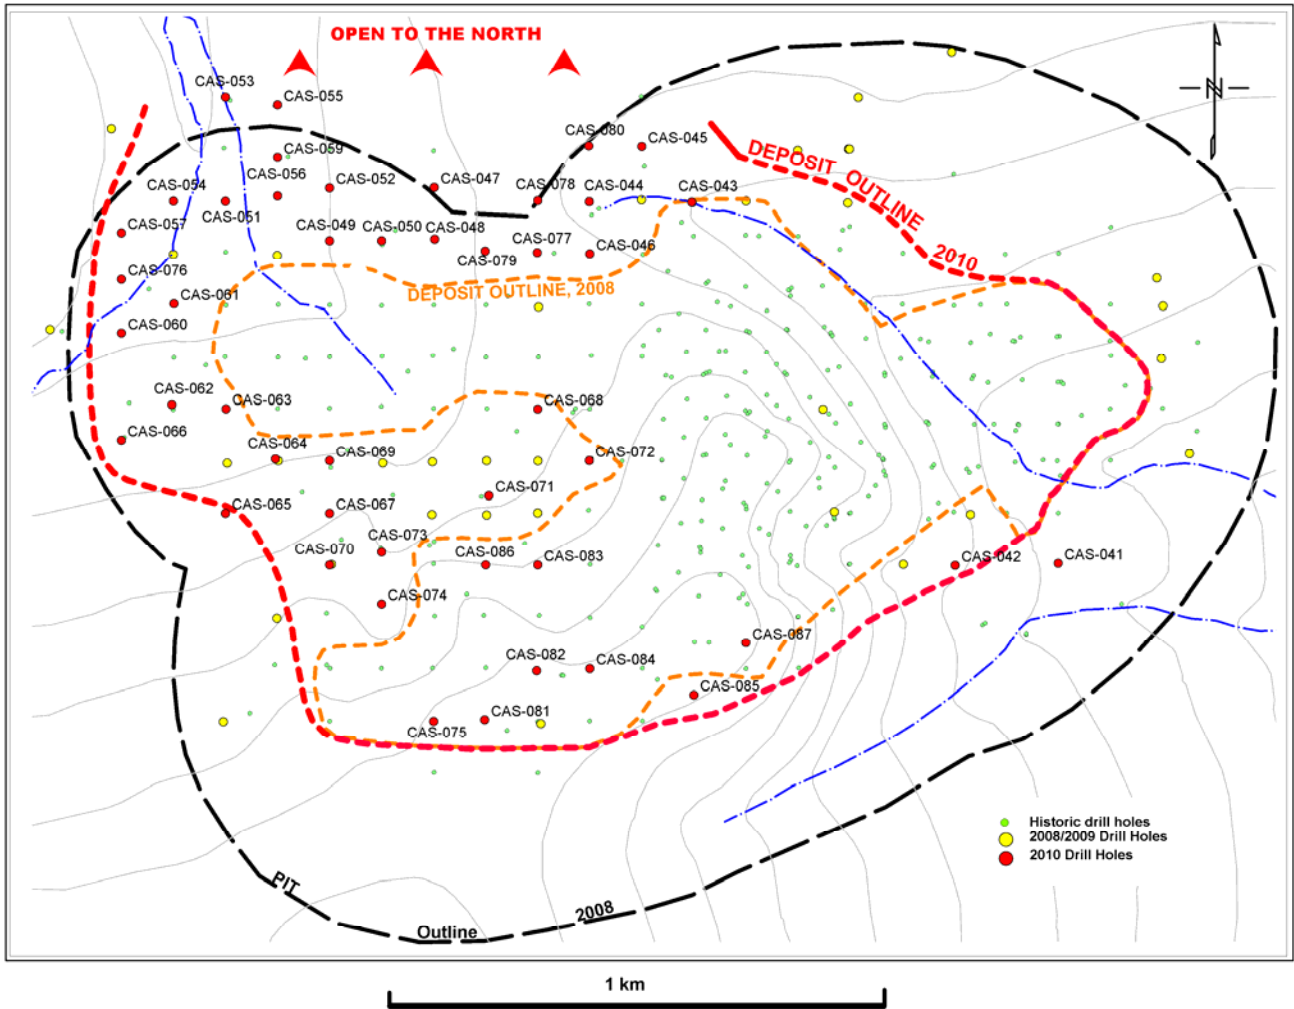 OPEN TO THE NORTH
CAS-053
CAS-055
N
CAS-080
CAS-045
CAS-059
DEPOSIT OUTLINE 2010
CAS-054
CAS-056
CAS-052
CAS-047
CAS-078
CAS-044
CAS-043
CAS-051
CAS-057
CAS-049
CAS-050
CAS-048
CAS-077
CAS-046
CAS-079
CAS-076
DEPOSIT OUTLINE, 2008
CAS-061
CAS-060
CAS-062
CAS-063
CAS-068
CAS-066
CAS-064
CAS-069
CAS-072
CAS-071
CAS-065
CAS-067
CAS-073
CAS-070
CAS-086
CAS-083
CAS-042
CAS-041
CAS-074
CAS-087
CAS-082
CAS-084
CAS-085
CAS-081
CAS-075
Historic drill holes
2008/2009 Drill Holes
2010 Drill Holes
PIT Outline 2008
1 km